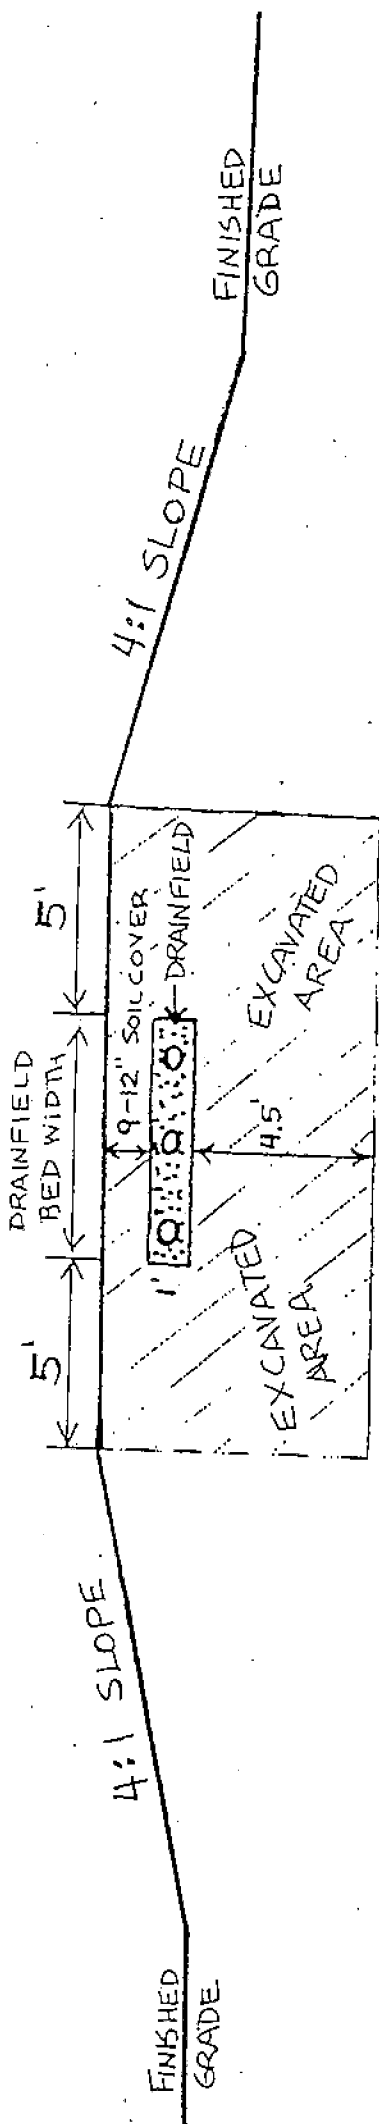 DRAINFIELD
BED WIDTH
5'
5'
4:1 SLOPE
4:1 SLOPE
9-12" SOIL COVER
DRAINFIELD
1'
4.5'
EXCAVATED
AREA
EXCAVATED
AREA
FINISHED
GRADE
FINISHED
GRADE